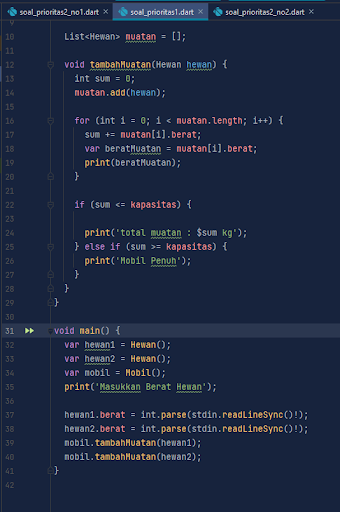 soal_prioritas2_no1.dart × soal_prioritas1.dart × soal_prioritas2_no2.dart ×
9
10 List<Hewan> muatan = [];
11
12 void tambahMuatan(Hewan hewan) {
13 int sum = 0;
14 muatan.add(hewan);
15
16 for (int i = 0; i < muatan.length; i++) {
17 sum += muatan[i].berat;
18 var beratMuatan = muatan[i].berat;
19 print(beratMuatan);
20 }
21
22 if (sum <= kapasitas) {
23
24 print('total muatan : $sum kg');
25 } else if (sum >= kapasitas) {
26 print('Mobil Penuh');
27 }
28 }
29 }
30
31 void main() {
32 var hewan1 = Hewan();
33 var hewan2 = Hewan();
34 var mobil = Mobil();
35 print('Masukkan Berat Hewan');
36
37 hewan1.berat = int.parse(stdin.readLineSync()!);
38 hewan2.berat = int.parse(stdin.readLineSync()!);
39 mobil.tambahMuatan(hewan1);
40 mobil.tambahMuatan(hewan2);
41 }
42